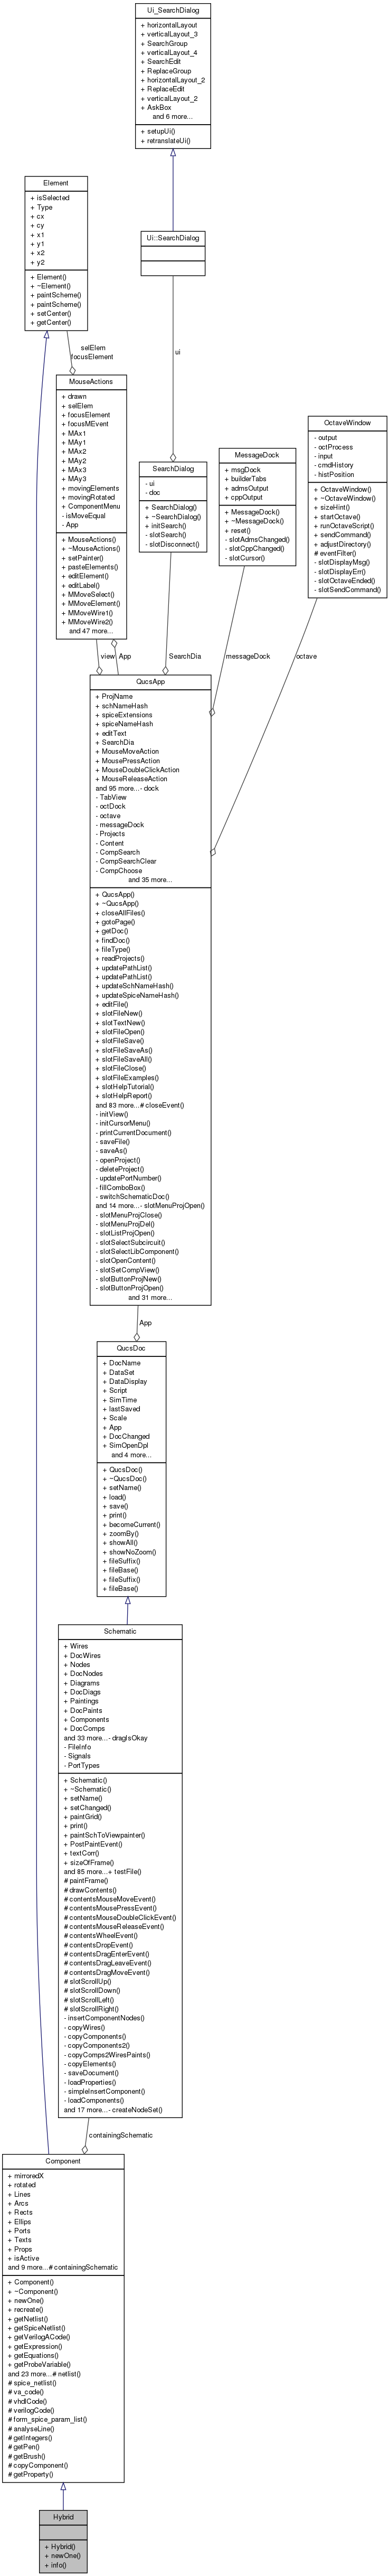 Ui_SearchDialog
+ horizontalLayout
+ verticalLayout_3
+ SearchGroup
+ verticalLayout_4
+ SearchEdit
+ ReplaceGroup
+ horizontalLayout_2
+ ReplaceEdit
+ verticalLayout_2
+ AskBox
and 6 more...
+ setupUi()
+ retranslateUi()
Element
+ isSelected
+ Type
+ cx
+ cy
+ x1
+ y1
+ x2
+ y2
+ Element()
+ ~Element()
+ paintScheme()
+ paintScheme()
+ setCenter()
+ getCenter()
Ui::SearchDialog
selElem
focusElement
ui
MouseActions
+ drawn
+ selElem
+ focusElement
+ focusMEvent
+ MAx1
+ MAy1
+ MAx2
+ MAy2
+ MAx3
+ MAy3
+ movingElements
+ movingRotated
+ ComponentMenu
- isMoveEqual
- App
+ MouseActions()
+ ~MouseActions()
+ setPainter()
+ pasteElements()
+ editElement()
+ editLabel()
+ MMoveSelect()
+ MMoveElement()
+ MMoveWire1()
+ MMoveWire2()
and 47 more...
SearchDialog
- ui
- doc
+ SearchDialog()
+ ~SearchDialog()
+ initSearch()
- slotSearch()
- slotDisconnect()
MessageDock
+ msgDock
+ builderTabs
+ admsOutput
+ cppOutput
+ MessageDock()
+ ~MessageDock()
+ reset()
- slotAdmsChanged()
- slotCppChanged()
- slotCursor()
OctaveWindow
- output
- octProcess
- input
- cmdHistory
- histPosition
+ OctaveWindow()
+ ~OctaveWindow()
+ sizeHint()
+ startOctave()
+ runOctaveScript()
+ sendCommand()
+ adjustDirectory()
# eventFilter()
- slotDisplayMsg()
- slotDisplayErr()
- slotOctaveEnded()
- slotSendCommand()
view
App
SearchDia
messageDock
octave
QucsApp
+ ProjName
+ schNameHash
+ spiceExtensions
+ spiceNameHash
+ editText
+ SearchDia
+ MouseMoveAction
+ MousePressAction
+ MouseDoubleClickAction
+ MouseReleaseAction
and 95 more...- dock
- TabView
- octDock
- octave
- messageDock
- Projects
- Content
- CompSearch
- CompSearchClear
- CompChoose
and 35 more...
+ QucsApp()
+ ~QucsApp()
+ closeAllFiles()
+ gotoPage()
+ getDoc()
+ findDoc()
+ fileType()
+ readProjects()
+ updatePathList()
+ updatePathList()
+ updateSchNameHash()
+ updateSpiceNameHash()
+ editFile()
+ slotFileNew()
+ slotTextNew()
+ slotFileOpen()
+ slotFileSave()
+ slotFileSaveAs()
+ slotFileSaveAll()
+ slotFileClose()
+ slotFileExamples()
+ slotHelpTutorial()
+ slotHelpReport()
and 83 more...# closeEvent()
- initView()
- initCursorMenu()
- printCurrentDocument()
- saveFile()
- saveAs()
- openProject()
- deleteProject()
- updatePortNumber()
- fillComboBox()
- switchSchematicDoc()
and 14 more...- slotMenuProjOpen()
- slotMenuProjClose()
- slotMenuProjDel()
- slotListProjOpen()
- slotSelectSubcircuit()
- slotSelectLibComponent()
- slotOpenContent()
- slotSetCompView()
- slotButtonProjNew()
- slotButtonProjOpen()
and 31 more...
App
QucsDoc
+ DocName
+ DataSet
+ DataDisplay
+ Script
+ SimTime
+ lastSaved
+ Scale
+ App
+ DocChanged
+ SimOpenDpl
and 4 more...
+ QucsDoc()
+ ~QucsDoc()
+ setName()
+ load()
+ save()
+ print()
+ becomeCurrent()
+ zoomBy()
+ showAll()
+ showNoZoom()
+ fileSuffix()
+ fileBase()
+ fileSuffix()
+ fileBase()
Schematic
+ Wires
+ DocWires
+ Nodes
+ DocNodes
+ Diagrams
+ DocDiags
+ Paintings
+ DocPaints
+ Components
+ DocComps
and 33 more...- dragIsOkay
- FileInfo
- Signals
- PortTypes
+ Schematic()
+ ~Schematic()
+ setName()
+ setChanged()
+ paintGrid()
+ print()
+ paintSchToViewpainter()
+ PostPaintEvent()
+ textCorr()
+ sizeOfFrame()
and 85 more...+ testFile()
# paintFrame()
# drawContents()
# contentsMouseMoveEvent()
# contentsMousePressEvent()
# contentsMouseDoubleClickEvent()
# contentsMouseReleaseEvent()
# contentsWheelEvent()
# contentsDropEvent()
# contentsDragEnterEvent()
# contentsDragLeaveEvent()
# contentsDragMoveEvent()
# slotScrollUp()
# slotScrollDown()
# slotScrollLeft()
# slotScrollRight()
- insertComponentNodes()
- copyWires()
- copyComponents()
- copyComponents2()
- copyComps2WiresPaints()
- copyElements()
- saveDocument()
- loadProperties()
- simpleInsertComponent()
- loadComponents()
and 17 more...- createNodeSet()
containingSchematic
Component
+ mirroredX
+ rotated
+ Lines
+ Arcs
+ Rects
+ Ellips
+ Ports
+ Texts
+ Props
+ isActive
and 9 more...# containingSchematic
+ Component()
+ ~Component()
+ newOne()
+ recreate()
+ getNetlist()
+ getSpiceNetlist()
+ getVerilogACode()
+ getExpression()
+ getEquations()
+ getProbeVariable()
and 23 more...# netlist()
# spice_netlist()
# va_code()
# vhdlCode()
# verilogCode()
# form_spice_param_list()
# analyseLine()
# getIntegers()
# getPen()
# getBrush()
# copyComponent()
# getProperty()
Hybrid
+ Hybrid()
+ newOne()
+ info()